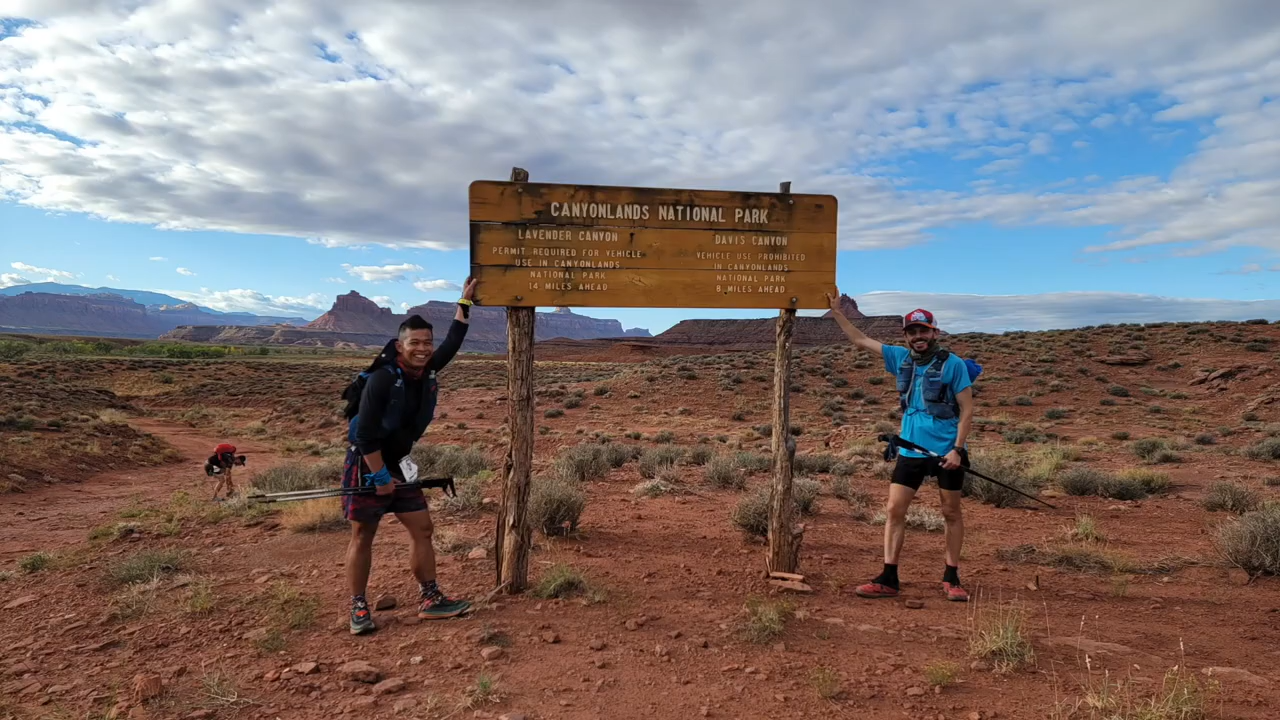 CANYONLANDS NATIONAL PARK
LAVENDER CANYON
PERMIT REQUIRED FOR VEHICLE
USE IN CANYONLANDS
NATIONAL PARK
14 MILES AHEAD
DAVIS CANYON
VEHICLE USE PROHIBITED
IN CANYONLANDS
NATIONAL PARK
8 MILES AHEAD